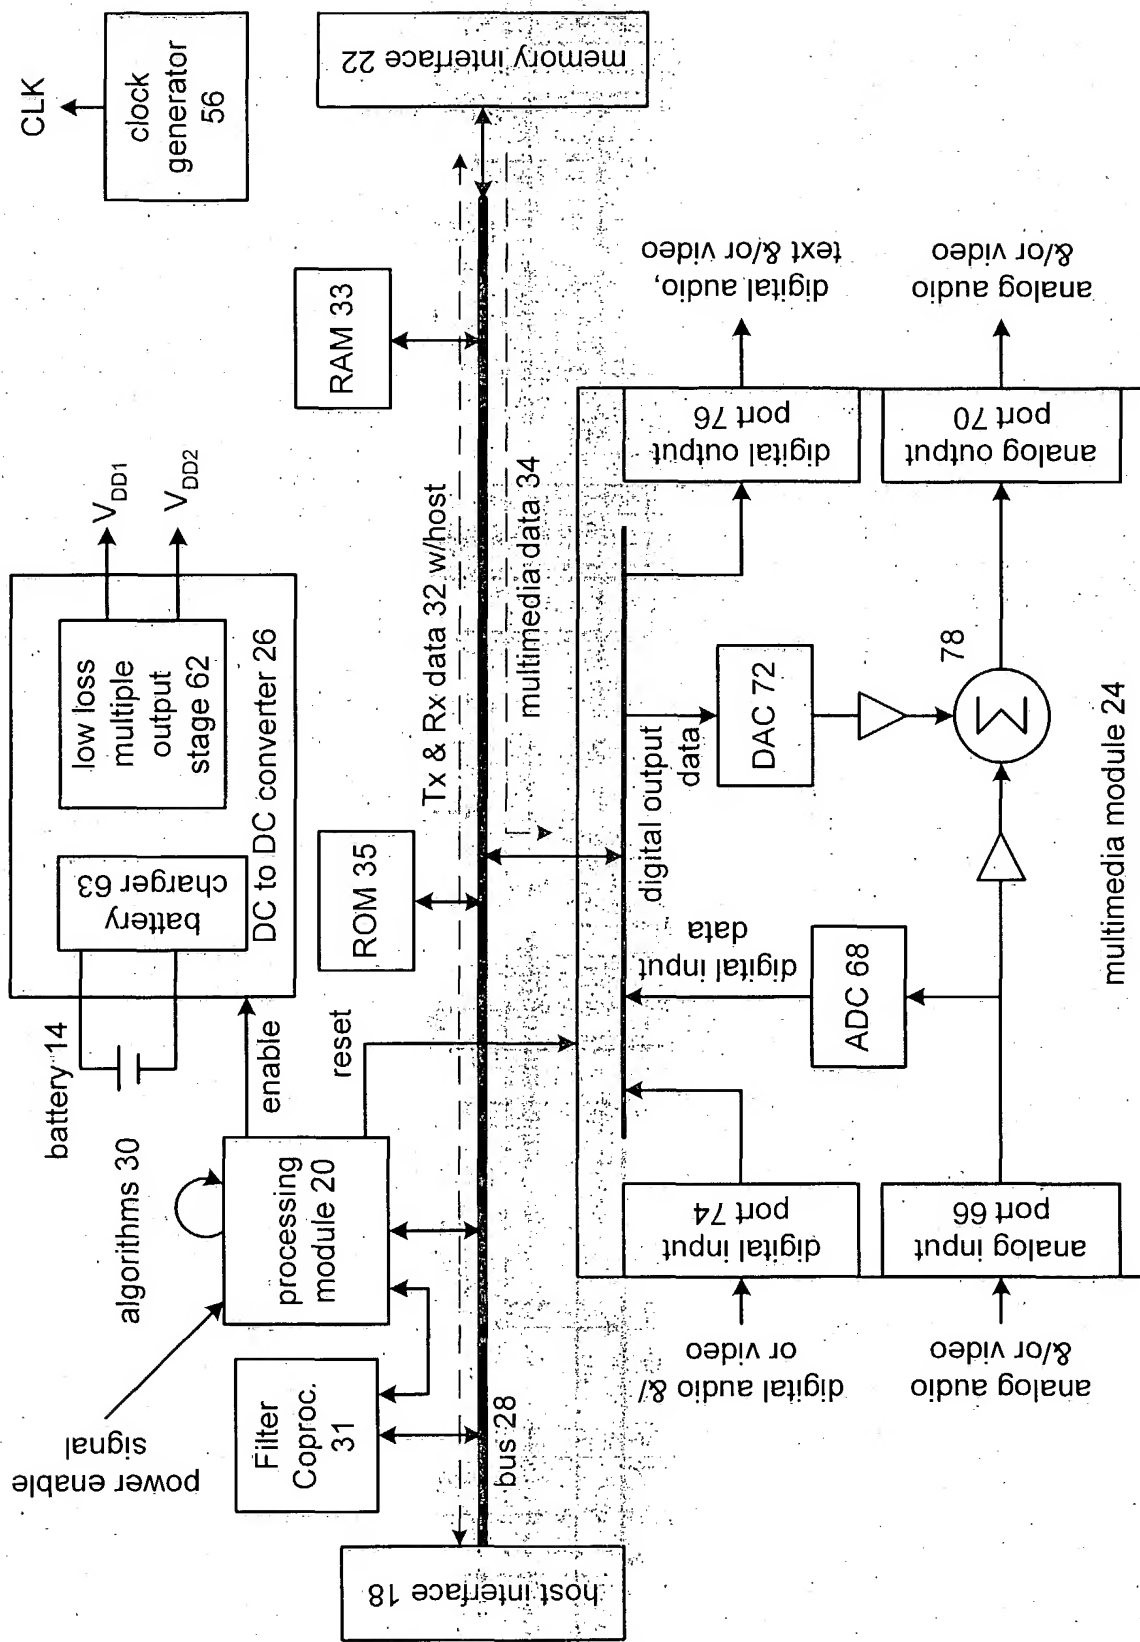 power enable
signal
algorithms 30
battery 14
processing
module 20
enable
reset
Filter
Coproc.
31
battery
charger 63
low loss
multiple
output
stage 62
DC to DC converter 26
VDD1
VDD2
CLK
clock
generator
56
host interface 18
bus 28
ROM 35
RAM 33
Tx & Rx data 32 w/host
multimedia data 34
memory interface 22
digital audio &/
or video
digital input
port 74
analog audio
&/or video
analog input
port 66
digital input
data
ADC 68
digital output
data
DAC 72
Σ
78
digital output
port 76
digital audio,
text &/or video
analog output
port 70
analog audio
&/or video
multimedia module 24